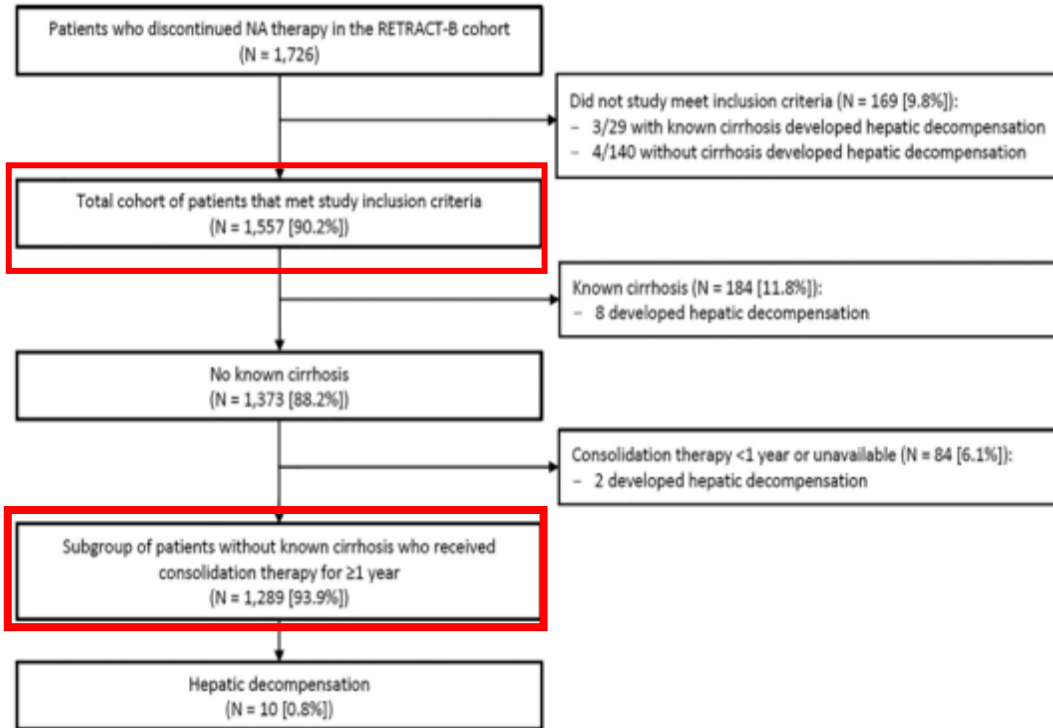 Patients who discontinued NA therapy in the RETRACT-B cohort
(N = 1,726)
Did not study meet inclusion criteria (N = 169 [9.8%]):
− 3/29 with known cirrhosis developed hepatic decompensation
− 4/140 without cirrhosis developed hepatic decompensation
Total cohort of patients that met study inclusion criteria
(N = 1,557 [90.2%])
Known cirrhosis (N = 184 [11.8%]):
− 8 developed hepatic decompensation
No known cirrhosis
(N = 1,373 [88.2%])
Consolidation therapy <1 year or unavailable (N = 84 [6.1%]):
− 2 developed hepatic decompensation
Subgroup of patients without known cirrhosis who received
consolidation therapy for ≥1 year
(N = 1,289 [93.9%])
Hepatic decompensation
(N = 10 [0.8%])